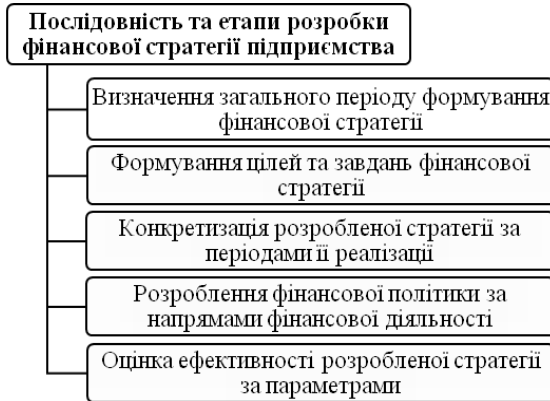 Послідовність та етапи розробки
фінансової стратегії підприємства
Визначення загального періоду формування
фінансової стратегії
Формування цілей та завдань фінансової
стратегії
Конкретизація розробленої стратегії за
періодами її реалізації
Розроблення фінансової політики за
напрямами фінансової діяльності
Оцінка ефективності розробленої стратегії
за параметрами